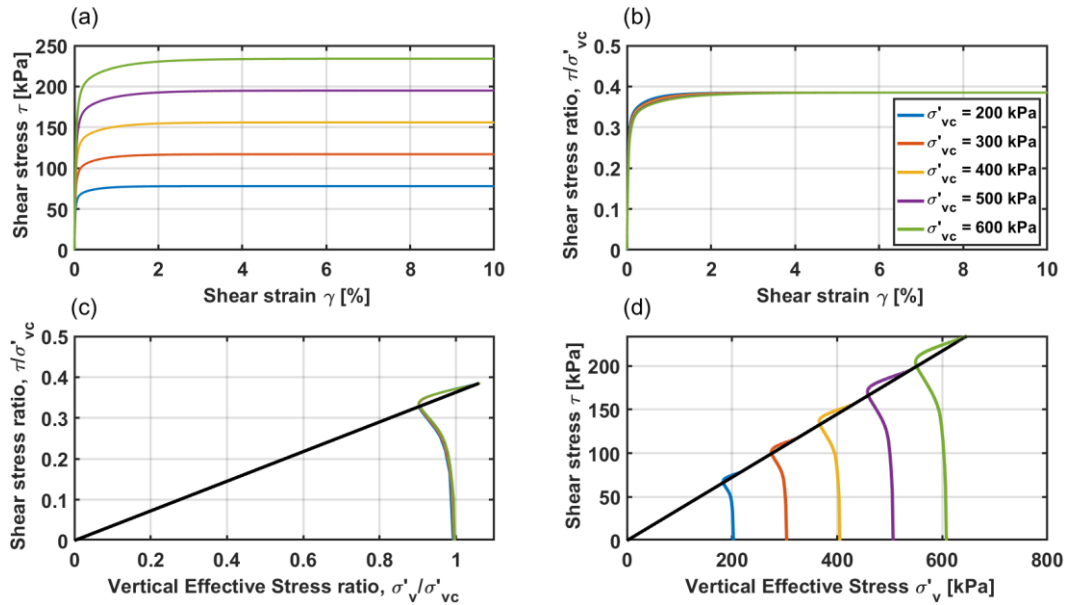 (a)
Shear stress τ [kPa]
250
200
150
100
50
0
0 2 4 6 8 10
Shear strain γ [%]
(b)
Shear stress ratio, τ/σ'vc
0.5
0.4
0.3
0.2
0.1
0
0 2 4 6 8 10
Shear strain γ [%]
σ'vc = 200 kPa
σ'vc = 300 kPa
σ'vc = 400 kPa
σ'vc = 500 kPa
σ'vc = 600 kPa
(c)
Shear stress ratio, τ/σ'vc
0.5
0.4
0.3
0.2
0.1
0
0 0.2 0.4 0.6 0.8 1
Vertical Effective Stress ratio, σ'v/σ'vc
(d)
Shear stress τ [kPa]
200
150
100
50
0
0 200 400 600 800
Vertical Effective Stress σ'v [kPa]